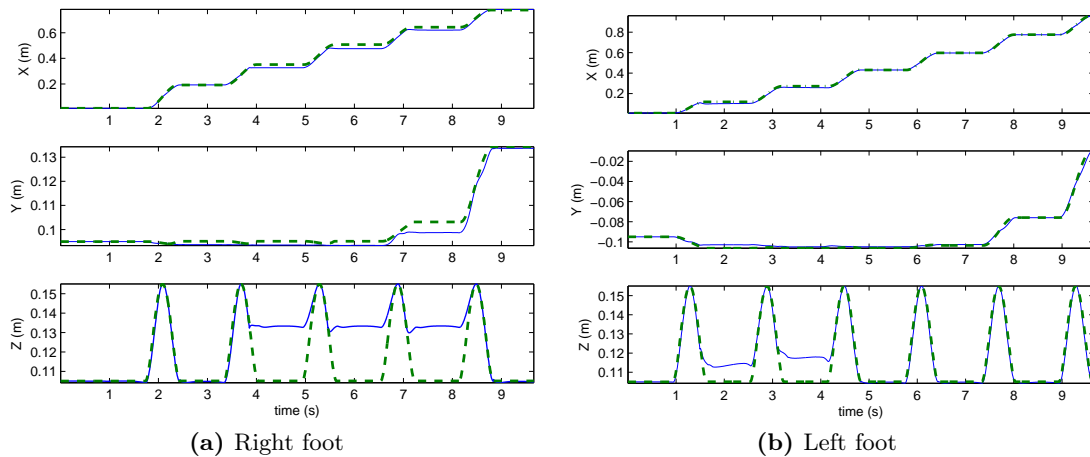 X (m)
0.6
0.4
0.2
1 2 3 4 5 6 7 8 9
Y (m)
0.13
0.12
0.11
0.1
1 2 3 4 5 6 7 8 9
Z (m)
0.15
0.14
0.13
0.12
0.11
1 2 3 4 5 6 7 8 9
time (s)
(a) Right foot
X (m)
0.8
0.6
0.4
0.2
1 2 3 4 5 6 7 8 9
Y (m)
−0.02
−0.04
−0.06
−0.08
−0.1
1 2 3 4 5 6 7 8 9
Z (m)
0.15
0.14
0.13
0.12
0.11
1 2 3 4 5 6 7 8 9
time (s)
(b) Left foot